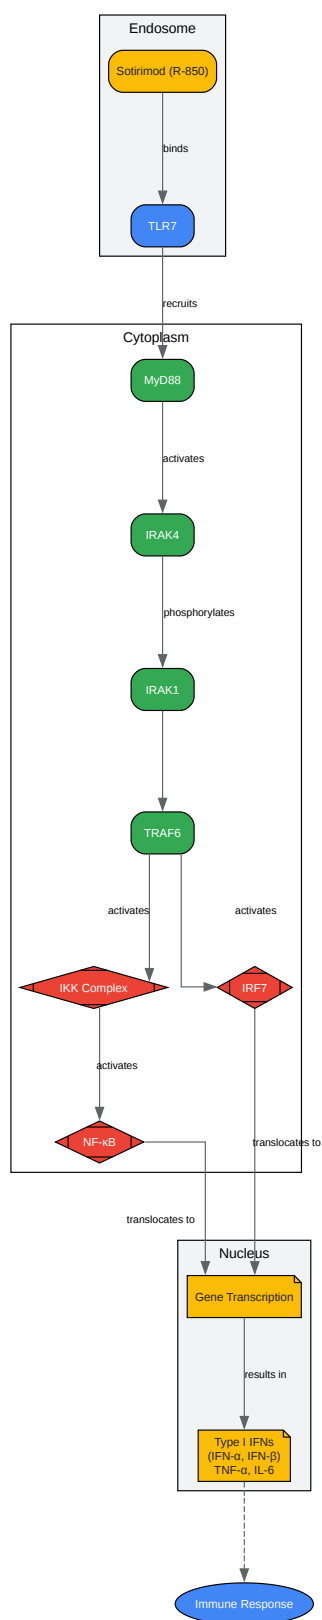 Endosome
Sotirimod (R-850)
binds
TLR7
recruits
Cytoplasm
MyD88
activates
IRAK4
phosphorylates
IRAK1
TRAF6
activates
activates
IKK Complex
IRF7
activates
NF-κB
translocates to
translocates to
Nucleus
Gene Transcription
results in
Type I IFNs
(IFN-α, IFN-β)
TNF-α, IL-6
Immune Response